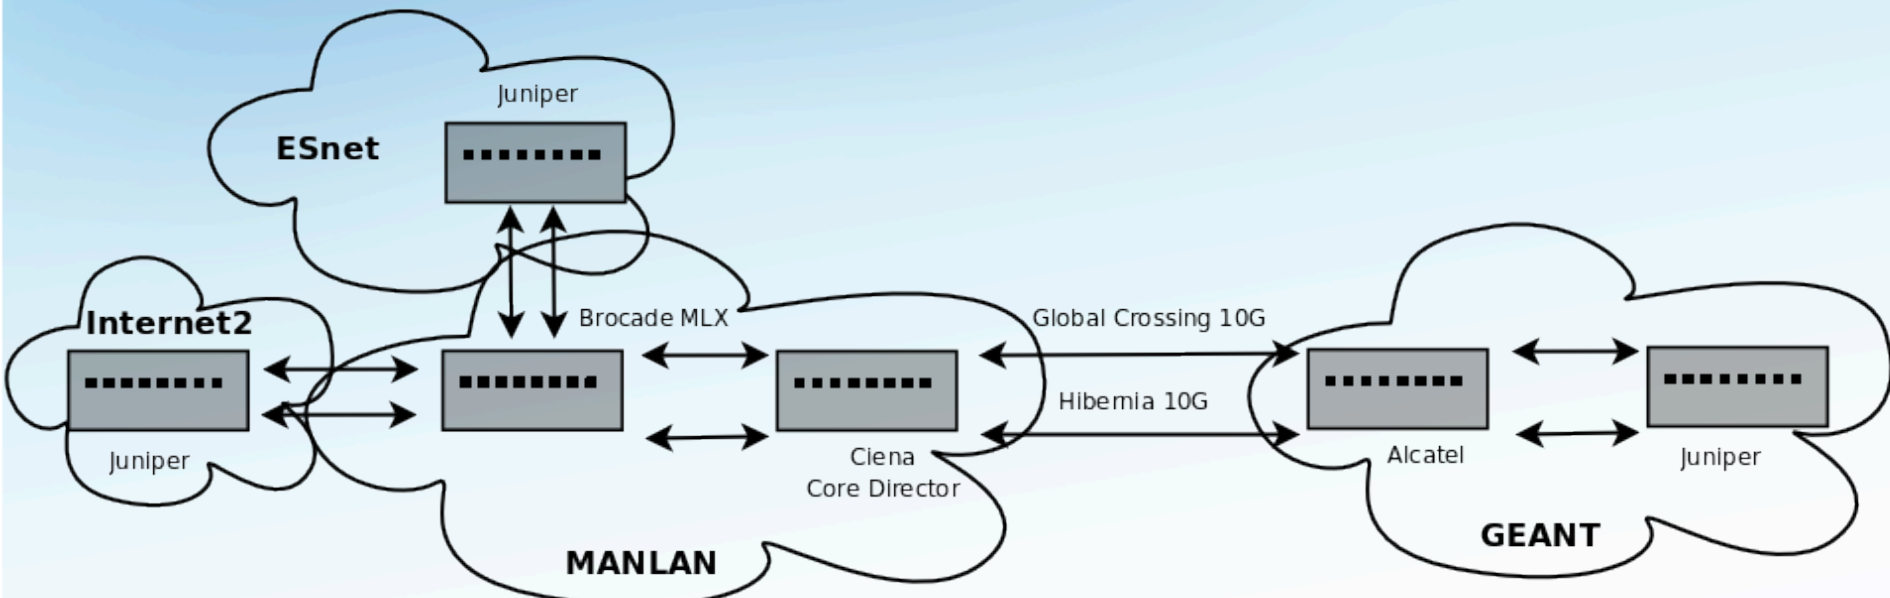 Juniper
ESnet
Internet2
Brocade MLX
Global Crossing 10G
Hibernia 10G
Juniper
Ciena
Core Director
Alcatel
Juniper
GEANT
MANLAN